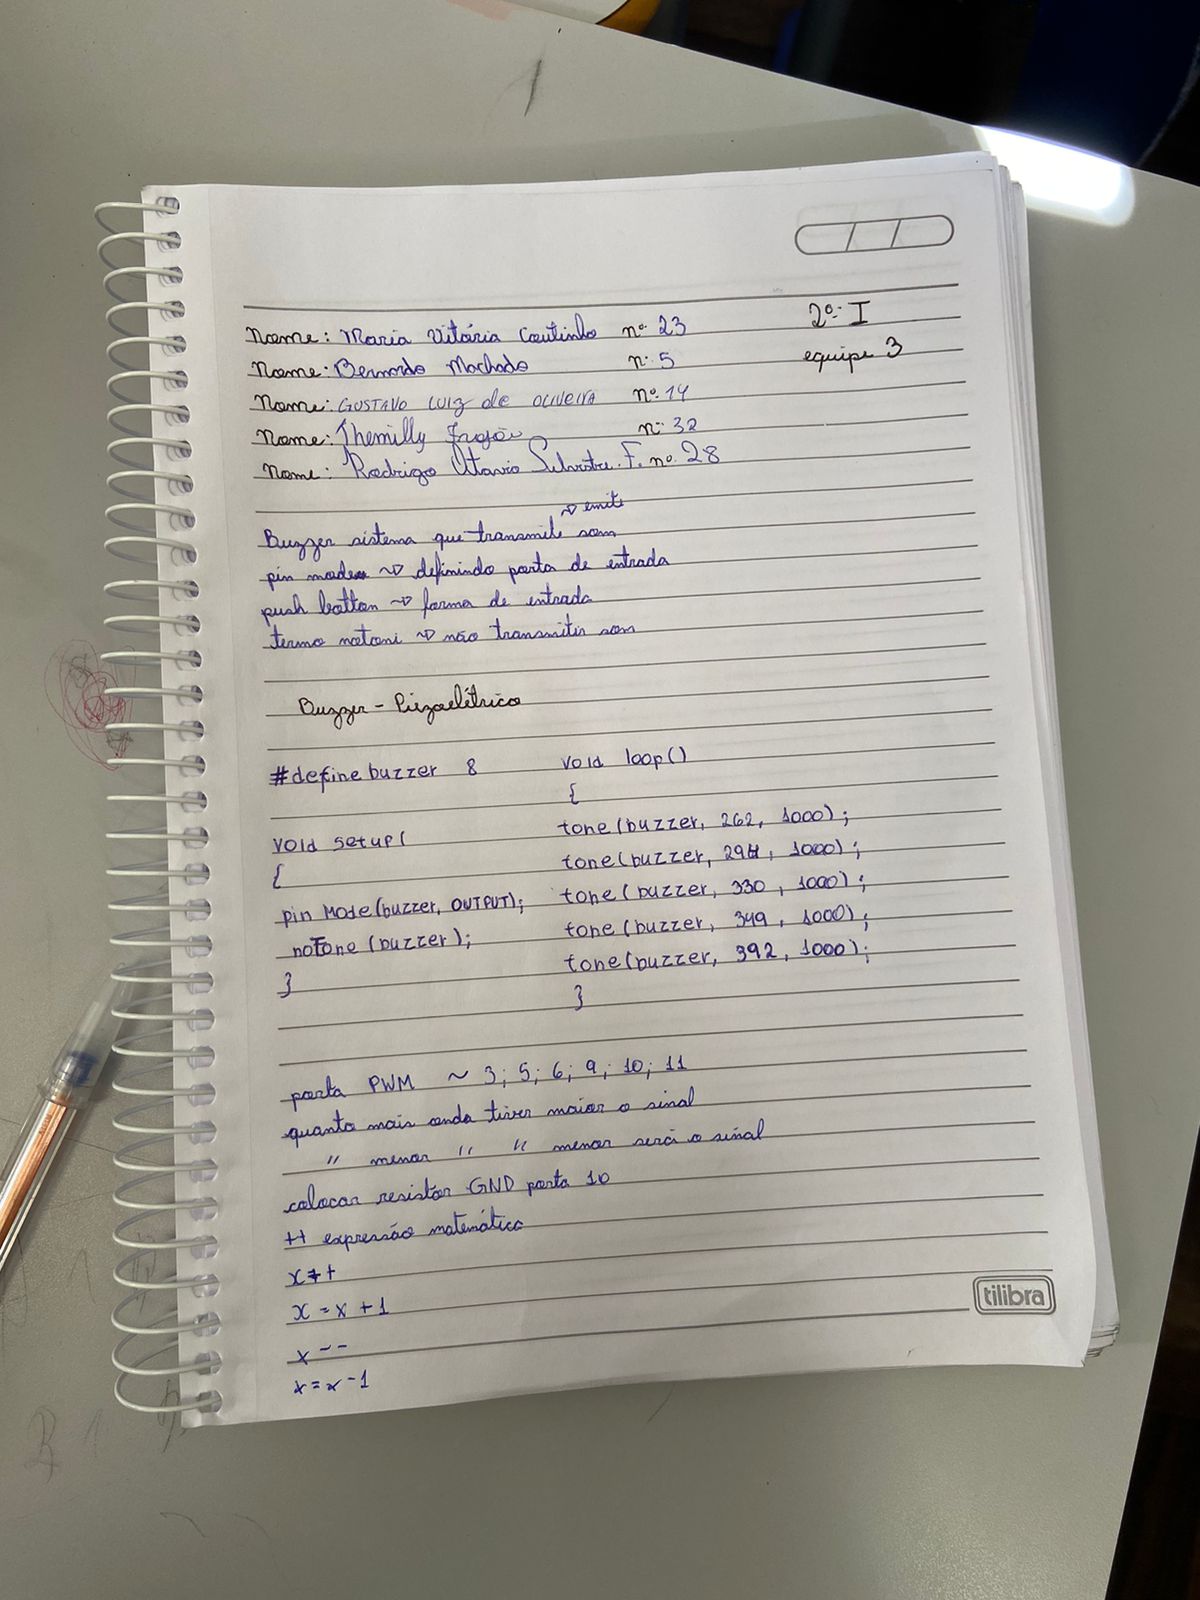 Nome: Maria Vitória Coutinho nº 23 2º I
Nome: Bernardo Machado nº 5 equipe 3
Nome: GUSTAVO LUIZ de OLIVEIRA nº 14
Nome: Themilly nº 32
Nome: Rodrigo Otavio Silvestre F. nº 28
→ emite
Buzzer sistema que transmite som
pin mode → definindo porta de entrada
push botton → forma de entrada
termo notoni → não transmitir som
Buzzer - Piezoelétrico
#define buzzer 8
void setup(
{
pin Mode(buzzer, OUTPUT);
noTone (buzzer);
}
void loop()
{
tone(buzzer, 262, 1000);
tone(buzzer, 294, 1000);
tone(buzzer, 330, 1000);
tone(buzzer, 349, 1000);
tone(buzzer, 392, 1000);
}
porta PWM ~ 3; 5; 6; 9; 10; 11
quanto mais onda tiver maior o sinal
" menor " " menor será o sinal
colocar resistor GND porta 10
++ expressão matemática
x++
x = x + 1
x --
x = x - 1
tilibra